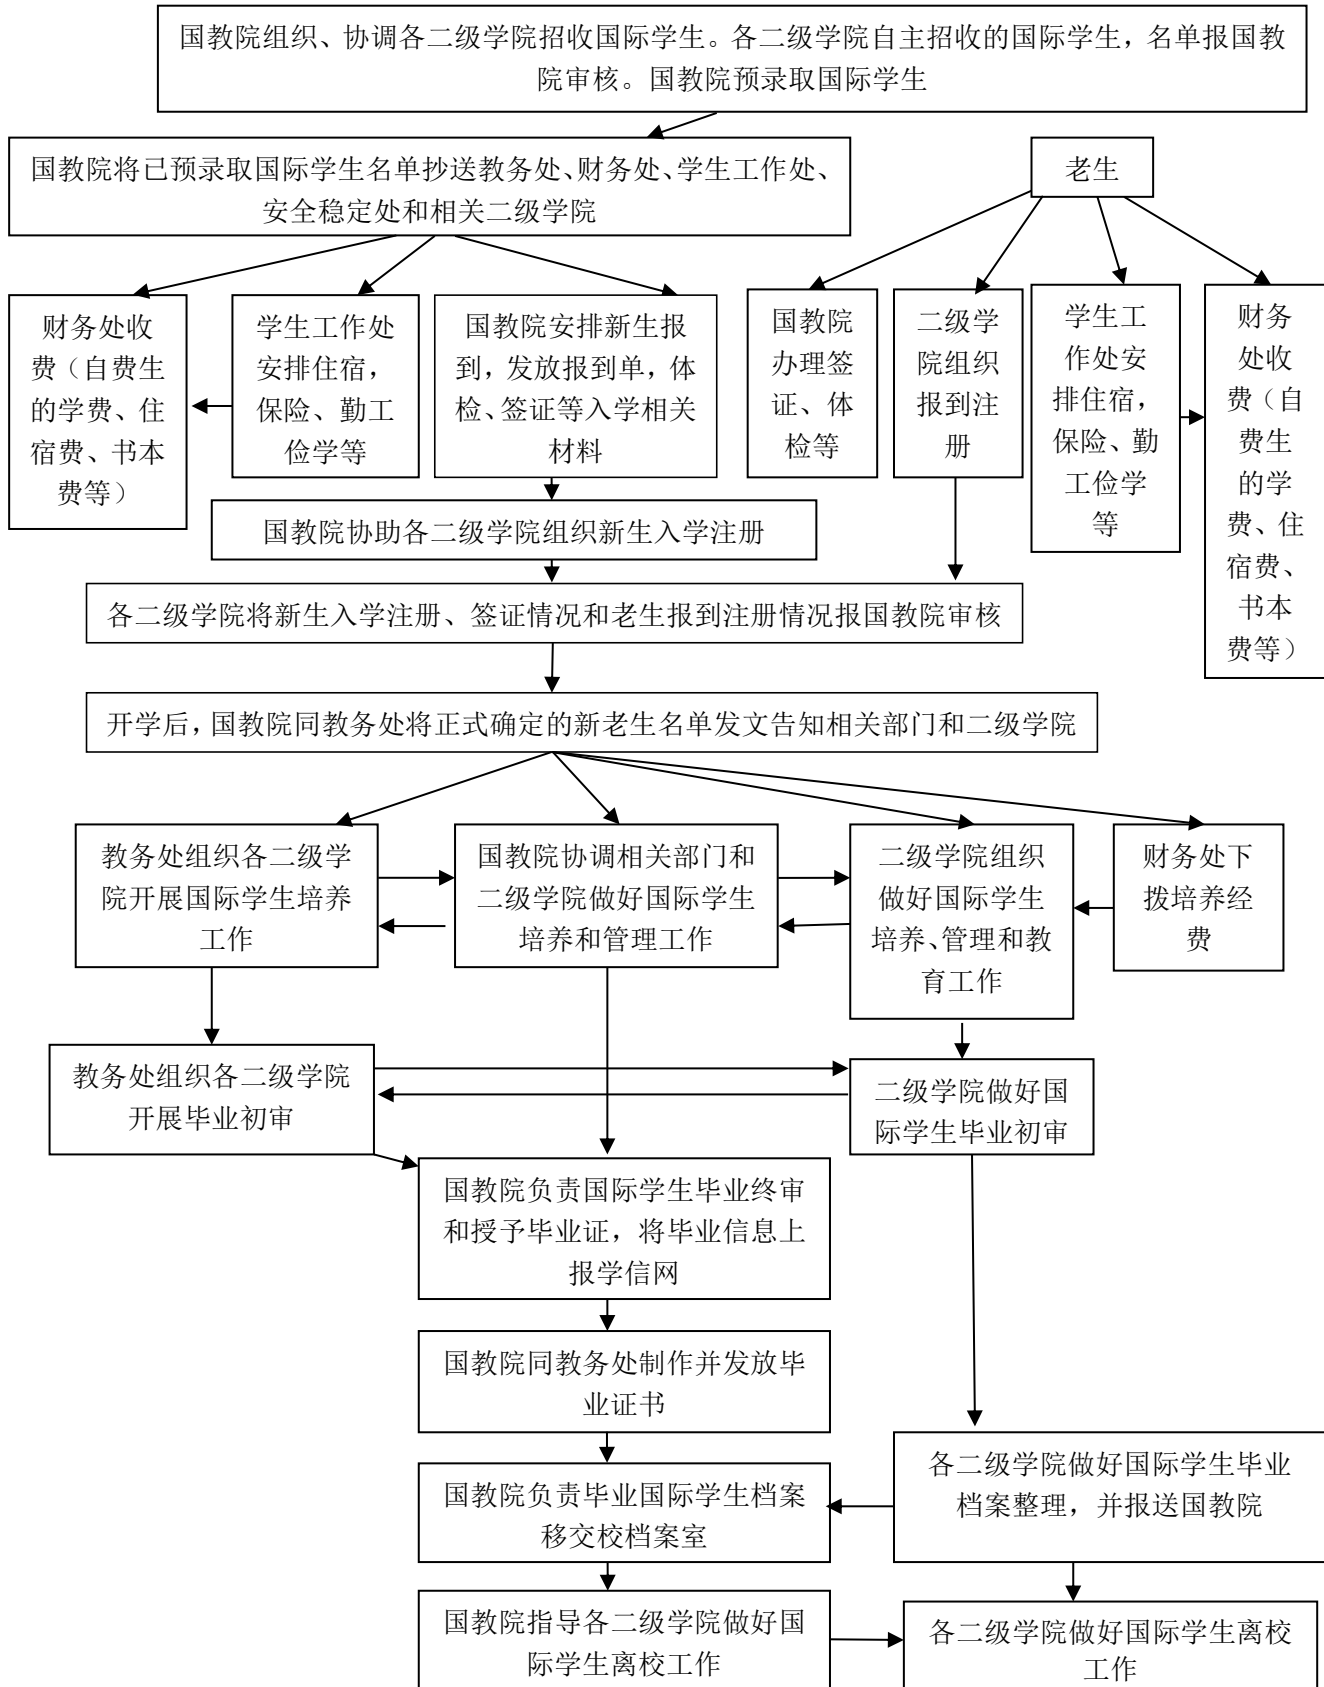 国教院组织、协调各二级学院招收国际学生。各二级学院自主招收的国际学生，名单报国教
院审核。国教院预录取国际学生
国教院将已预录取国际学生名单抄送教务处、财务处、学生工作处、
安全稳定处和相关二级学院
老生
财务处收
费（自费生
的学费、住
宿费、书本
费等）
学生工作处
安排住宿，
保险、勤工
俭学等
国教院安排新生报
到，发放报到单，体
检、签证等入学相关
材料
国教院
办理签
证、体
检等
二级学
院组织
报到注
册
学生工
作处安
排住宿，
保险、勤
工俭学
等
财务
处收
费（自
费生
的学
费、住
宿费、
书本
费等）
国教院协助各二级学院组织新生入学注册
各二级学院将新生入学注册、签证情况和老生报到注册情况报国教院审核
开学后，国教院同教务处将正式确定的新老生名单发文告知相关部门和二级学院
教务处组织各二级学
院开展国际学生培养
工作
国教院协调相关部门和
二级学院做好国际学生
培养和管理工作
二级学院组织
做好国际学生
培养、管理和教
育工作
财务处下
拨培养经
费
教务处组织各二级学院
开展毕业初审
二级学院做好国
际学生毕业初审
国教院负责国际学生毕业终审
和授予毕业证，将毕业信息上
报学信网
国教院同教务处制作并发放毕
业证书
国教院负责毕业国际学生档案
移交校档案室
各二级学院做好国际学生毕业
档案整理，并报送国教院
国教院指导各二级学院做好国
际学生离校工作
各二级学院做好国际学生离校
工作